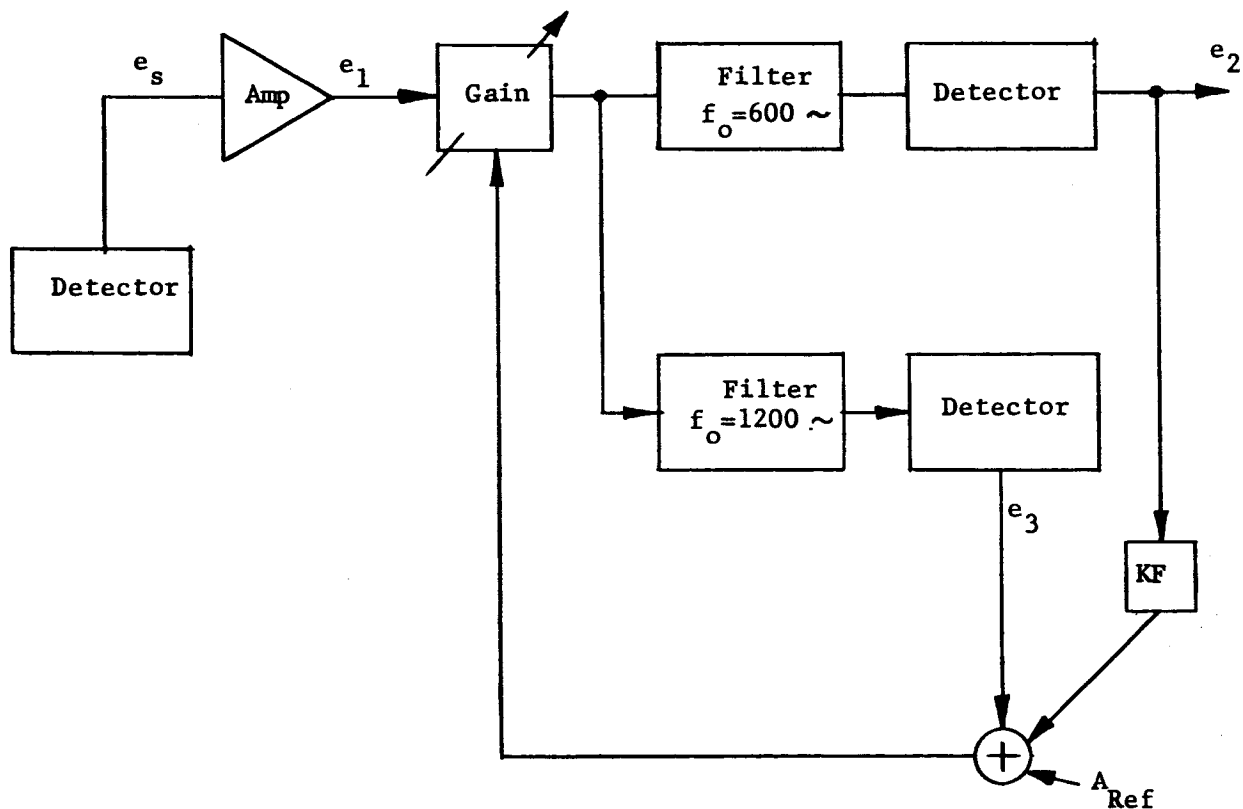 e_s
Amp
e_1
Gain
Filter
f_o=600 ~
Detector
e_2
Detector
Filter
f_o=1200 ~
Detector
e_3
KF
+
A_Ref